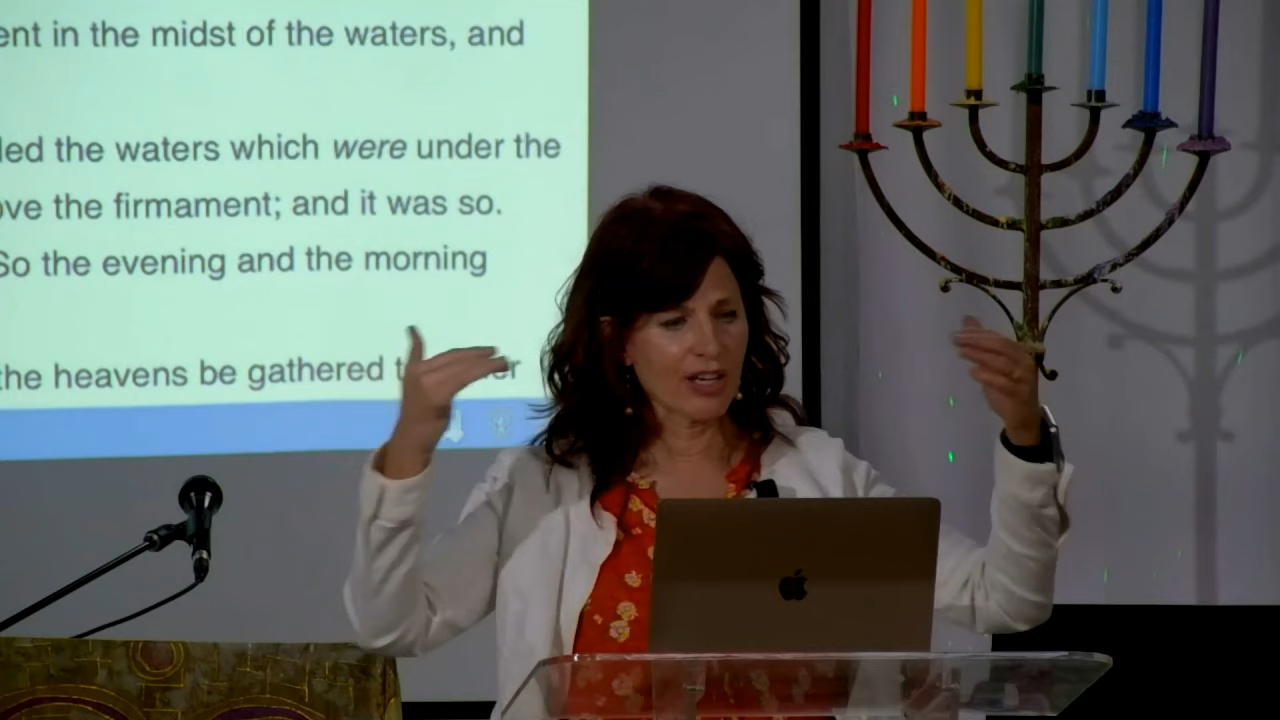 ent in the midst of the waters, and
led the waters which were under the
ove the firmament; and it was so.
So the evening and the morning
the heavens be gathered